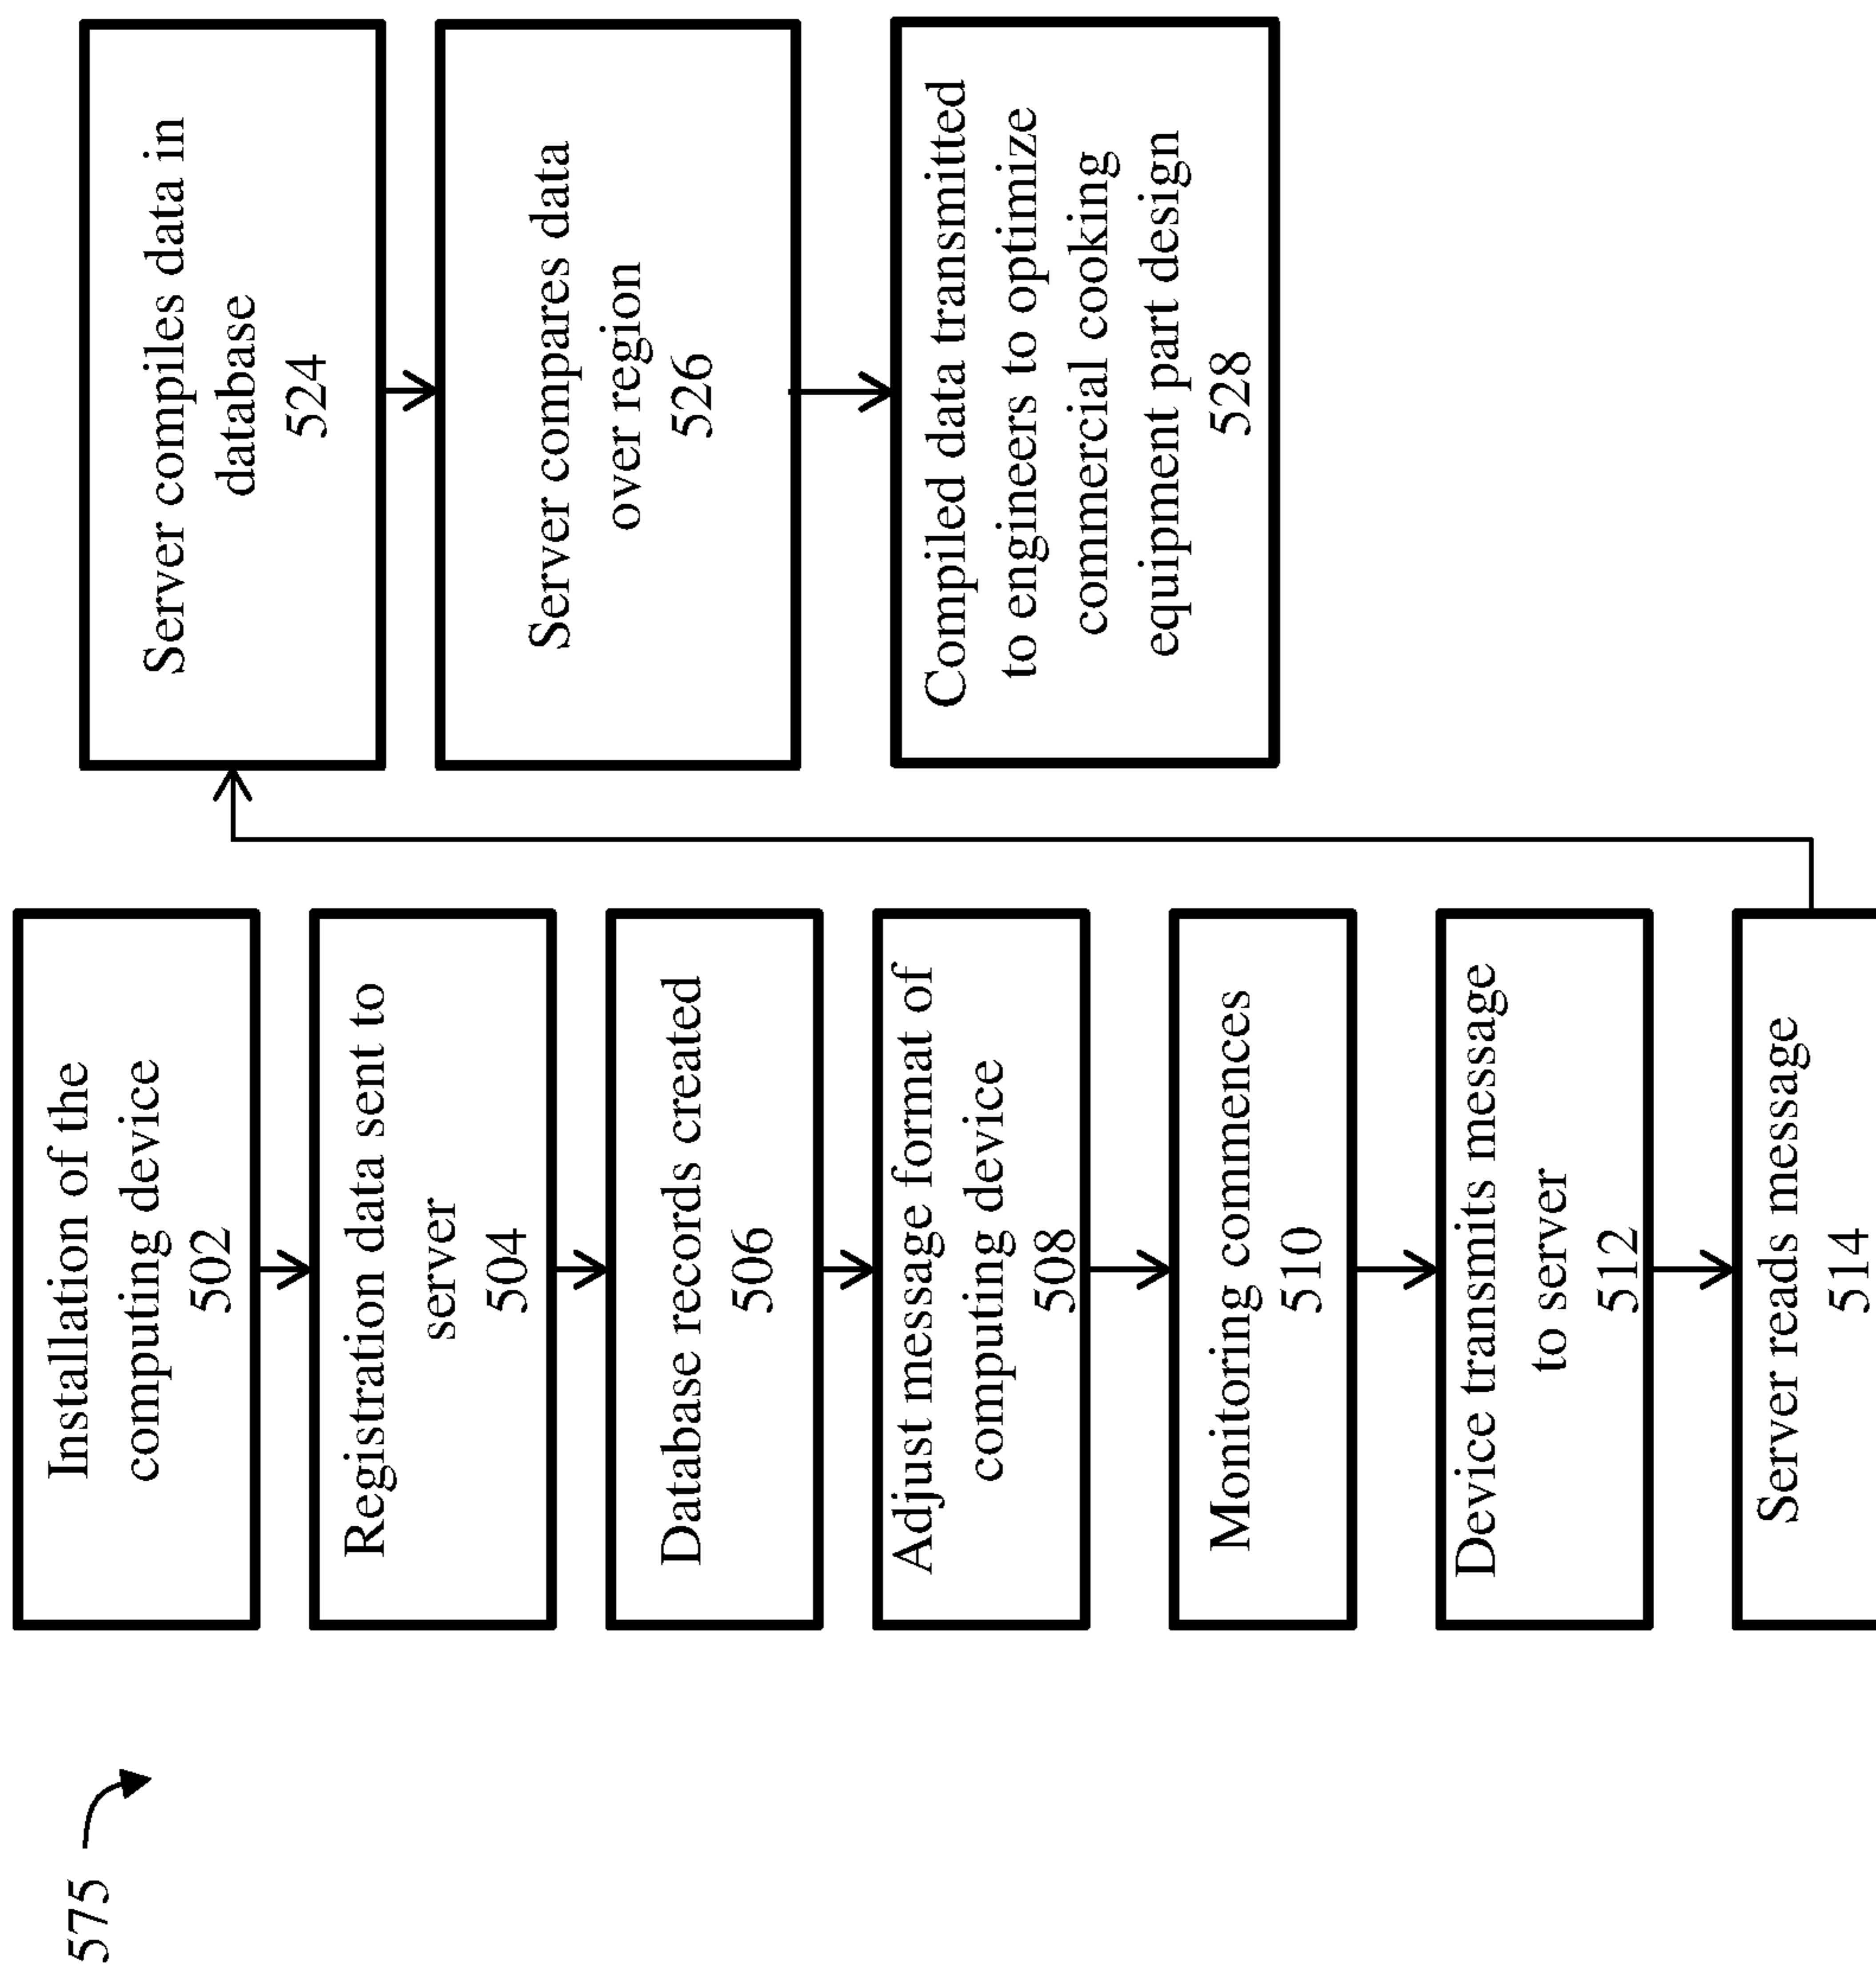 575
Installation of the
computing device
502
Registration data sent to
server
504
Database records created
506
Adjust message format of
computing device
508
Monitoring commences
510
Device transmits message
to server
512
Server reads message
514
Server compiles data in
database
524
Server compares data
over region
526
Compiled data transmitted
to engineers to optimize
commercial cooking
equipment part design
528